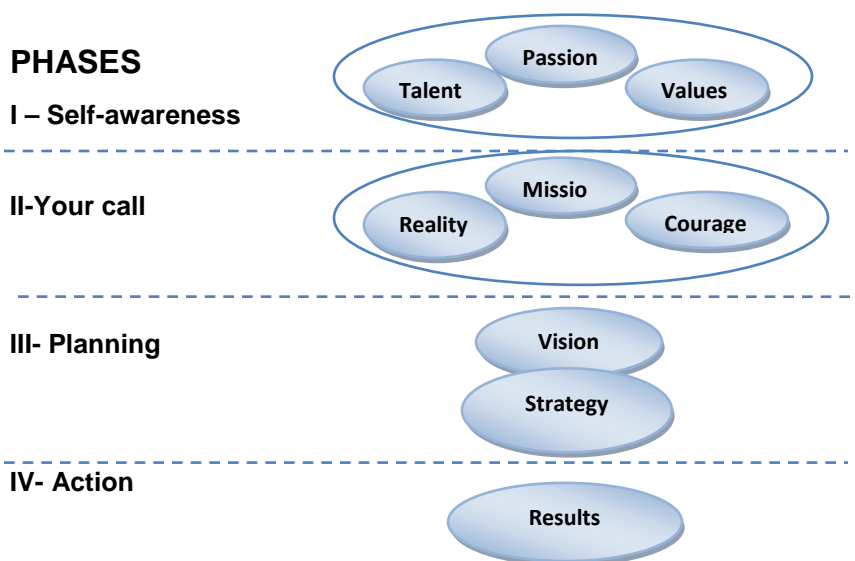 PHASES
Passion
Talent
Values
I – Self-awareness
Missio
II-Your call
Reality
Courage
III- Planning
Vision
Strategy
IV- Action
Results